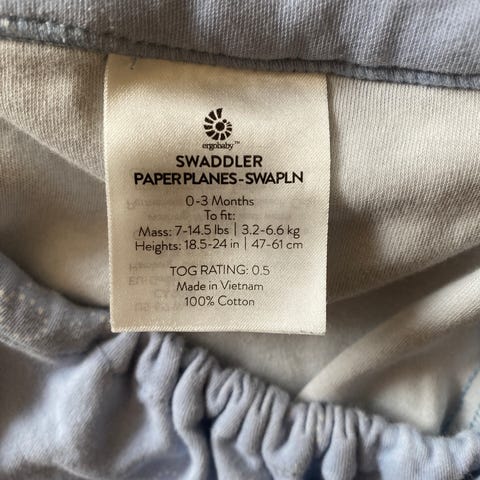 ergobaby™
SWADDLER
PAPER PLANES-SWAPLN
0-3 Months
To fit:
Mass: 7-14.5 lbs | 3.2-6.6 kg
Heights: 18.5-24 in | 47-61 cm
TOG RATING: 0.5
Made in Vietnam
100% Cotton